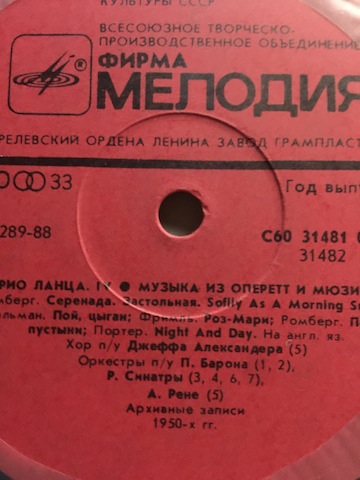 КУЛЬТУРЫ СССР
ВСЕСОЮЗНОЕ ТВОРЧЕСКО-
ПРОИЗВОДСТВЕННОЕ ОБЪЕДИНЕНИЕ
ФИРМА
®
МЕЛОДИЯ
РЕЛЕВСКИЙ ОРДЕНА ЛЕНИНА ЗАВОД ГРАМПЛАСТ
33
Год вып
289-88
С60 31481 0
31482
РИО ЛАНЦА. IV ● МУЗЫКА ИЗ ОПЕРЕТТ И МЮЗИ
мберг. Серенада. Застольная. Softly As A Morning Su
льман. Пой, цыган; Фримль. Роз-Мари; Ромберг. П
пустыни; Портер. Night And Day. На англ. яз.
Хор п/у Джеффа Александера (5)
Оркестры п/у П. Барона (1, 2),
Р. Синатры (3, 4, 6, 7),
А. Рене (5)
Архивные записи
1950-х гг.